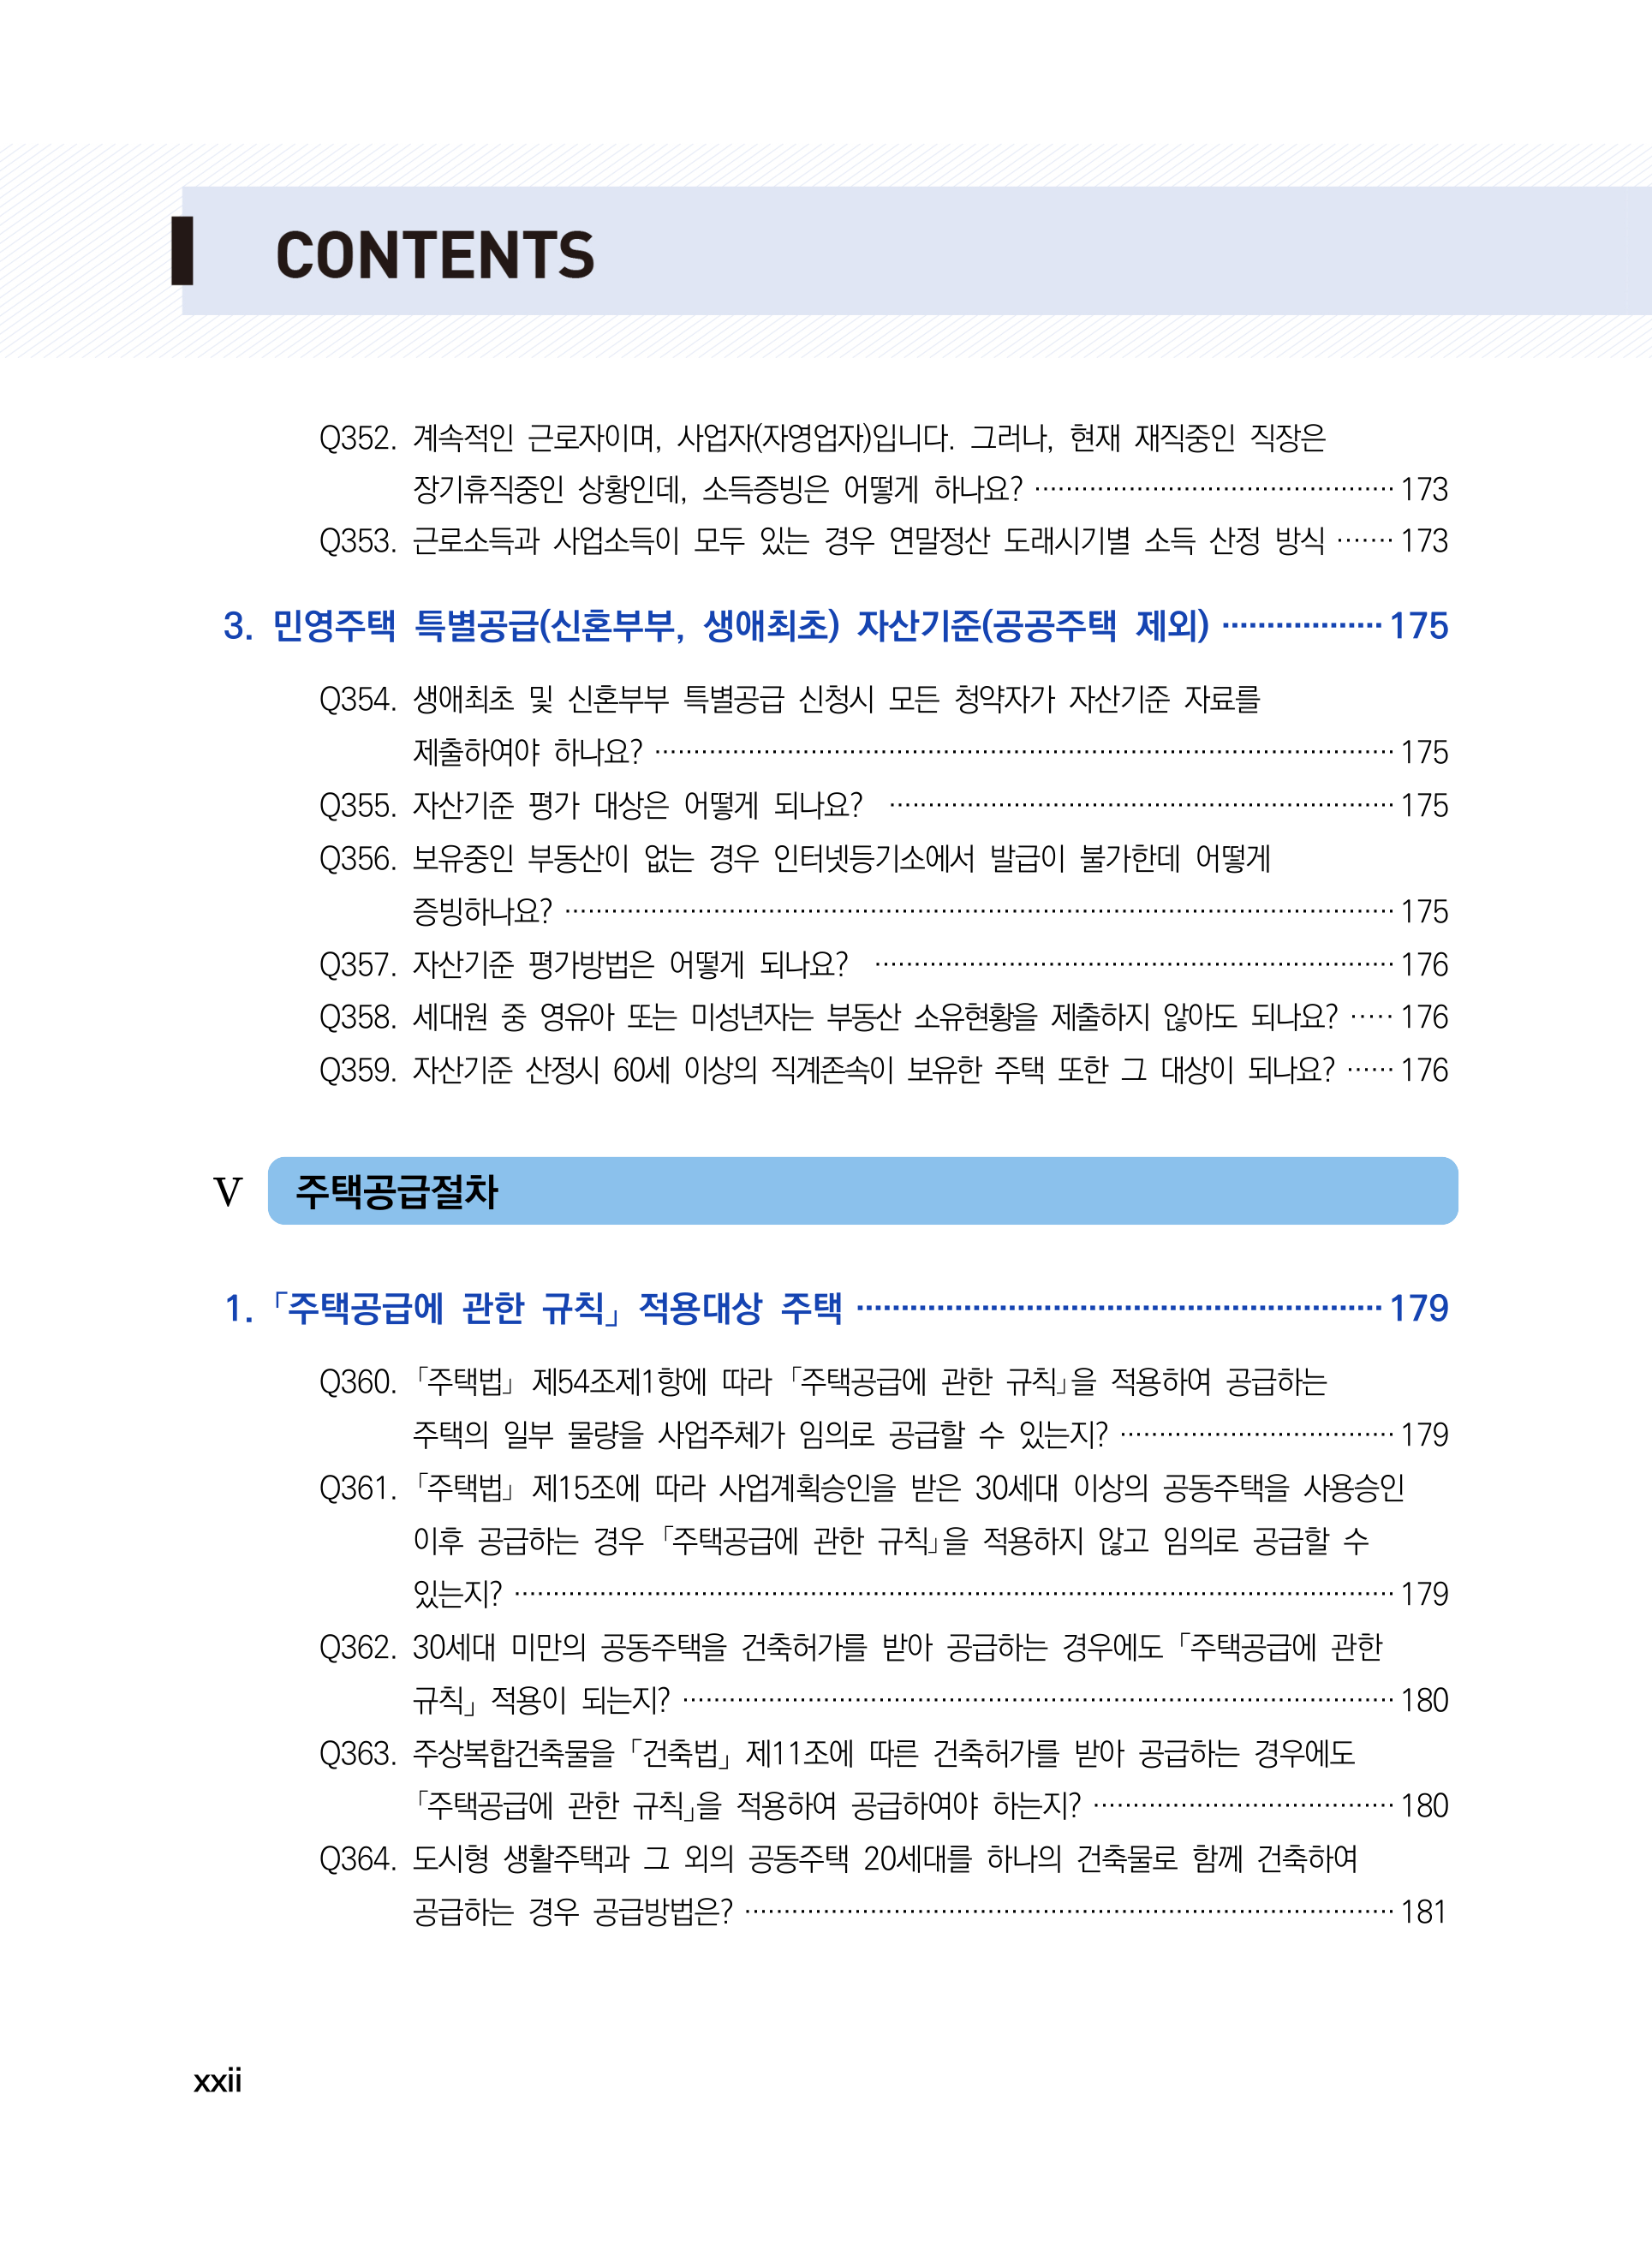 CONTENTS
Q352. 계속적인 근로자이며, 사업자(자영업자)입니다. 그러나, 현재 재직중인 직장은
장기휴직중인 상황인데, 소득증빙은 어떻게 하나요? ················ 173
Q353. 근로소득과 사업소득이 모두 있는 경우 연말정산 도래시기별 소득 산정 방식 ······· 173
3. 민영주택 특별공급(신혼부부, 생애최초) 자산기준(공공주택 제외) ················ 175
Q354. 생애최초 및 신혼부부 특별공급 신청시 모든 청약자가 자산기준 자료를
제출하여야 하나요? ················ 175
Q355. 자산기준 평가 대상은 어떻게 되나요? ················ 175
Q356. 보유중인 부동산이 없는 경우 인터넷등기소에서 발급이 불가한데 어떻게
증빙하나요? ················ 175
Q357. 자산기준 평가방법은 어떻게 되나요? ················ 176
Q358. 세대원 중 영유아 또는 미성년자는 부동산 소유현황을 제출하지 않아도 되나요? ····· 176
Q359. 자산기준 산정시 60세 이상의 직계존속이 보유한 주택 또한 그 대상이 되나요? ······ 176
V 주택공급절차
1. 「주택공급에 관한 규칙」 적용대상 주택 ················ 179
Q360. 「주택법」 제54조제1항에 따라 「주택공급에 관한 규칙」을 적용하여 공급하는
주택의 일부 물량을 사업주체가 임의로 공급할 수 있는지? ················ 179
Q361. 「주택법」 제15조에 따라 사업계획승인을 받은 30세대 이상의 공동주택을 사용승인
이후 공급하는 경우 「주택공급에 관한 규칙」을 적용하지 않고 임의로 공급할 수
있는지? ················ 179
Q362. 30세대 미만의 공동주택을 건축허가를 받아 공급하는 경우에도 「주택공급에 관한
규칙」 적용이 되는지? ················ 180
Q363. 주상복합건축물을 「건축법」 제11조에 따른 건축허가를 받아 공급하는 경우에도
「주택공급에 관한 규칙」을 적용하여 공급하여야 하는지? ················ 180
Q364. 도시형 생활주택과 그 외의 공동주택 20세대를 하나의 건축물로 함께 건축하여
공급하는 경우 공급방법은? ················ 181
xxii